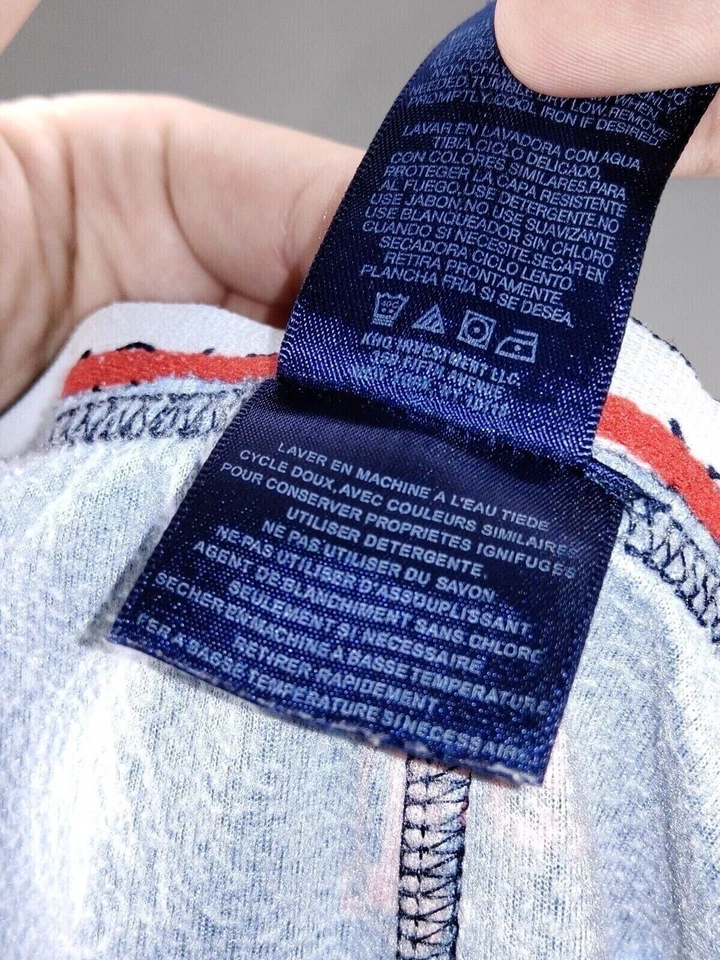 WHEN
NEEDED, TUMBLE DRY LOW, REMOVE
PROMPTLY, COOL IRON IF DESIRED.
LAVAR EN LAVADORA CON AGUA
TIBIA, CICLO DELICADO,
CON COLORES SIMILARES.PARA
PROTEGER LA CAPA RESISTENTE
AL FUEGO,USE DETERGENTE.NO
USE JABON.NO USE SUAVIZANTE.
USE BLANQUEADOR SIN CHLORO
CUANDO SI NECESITE.SECAR EN
SECADORA CICLO LENTO.
RETIRA PRONTAMENTE.
PLANCHA FRIA SI SE DESEA.
INVESTMENT LLC.
AVENUE
NEW YORK, NY
LAVER EN MACHINE A L'EAU TIEDE
CYCLE DOUX, AVEC COULEURS SIMILAIRES
POUR CONSERVER PROPRIETES IGNIFUGES
UTILISER DETERGENTE.
NE PAS UTILISER DU SAVON.
NE PAS UTILISER D'ASSOUPLISSANT.
AGENT DE BLANCHIMENT SANS CHLORE
SEULEMENT SI NECESSAIRE
SECHER EN MACHINE À BASSE TEMPERATURE
RETIRER RAPIDEMENT
FER A BASSE TEMPERATURE SI NECESSAIRE